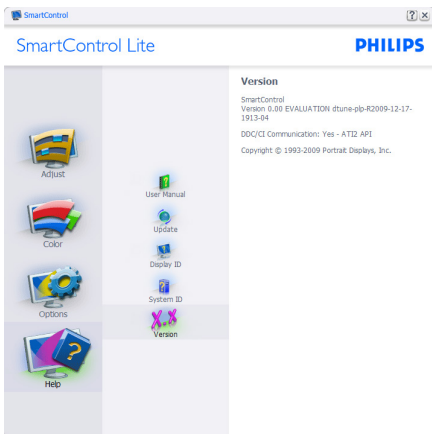 SmartControl
SmartControl Lite
PHILIPS
Adjust
Color
Options
Help
User Manual
Update
Display ID
System ID
X.X
Version
Version
SmartControl
Version 0.00 EVALUATION dtune-plp-R2009-12-17-
1913-04
DDC/CI Communication: Yes - ATI2 API
Copyright © 1993-2009 Portrait Displays, Inc.